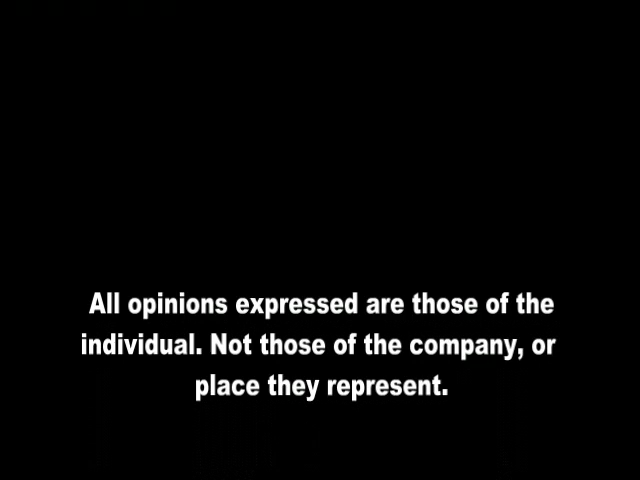 All opinions expressed are those of the
individual. Not those of the company, or
place they represent.